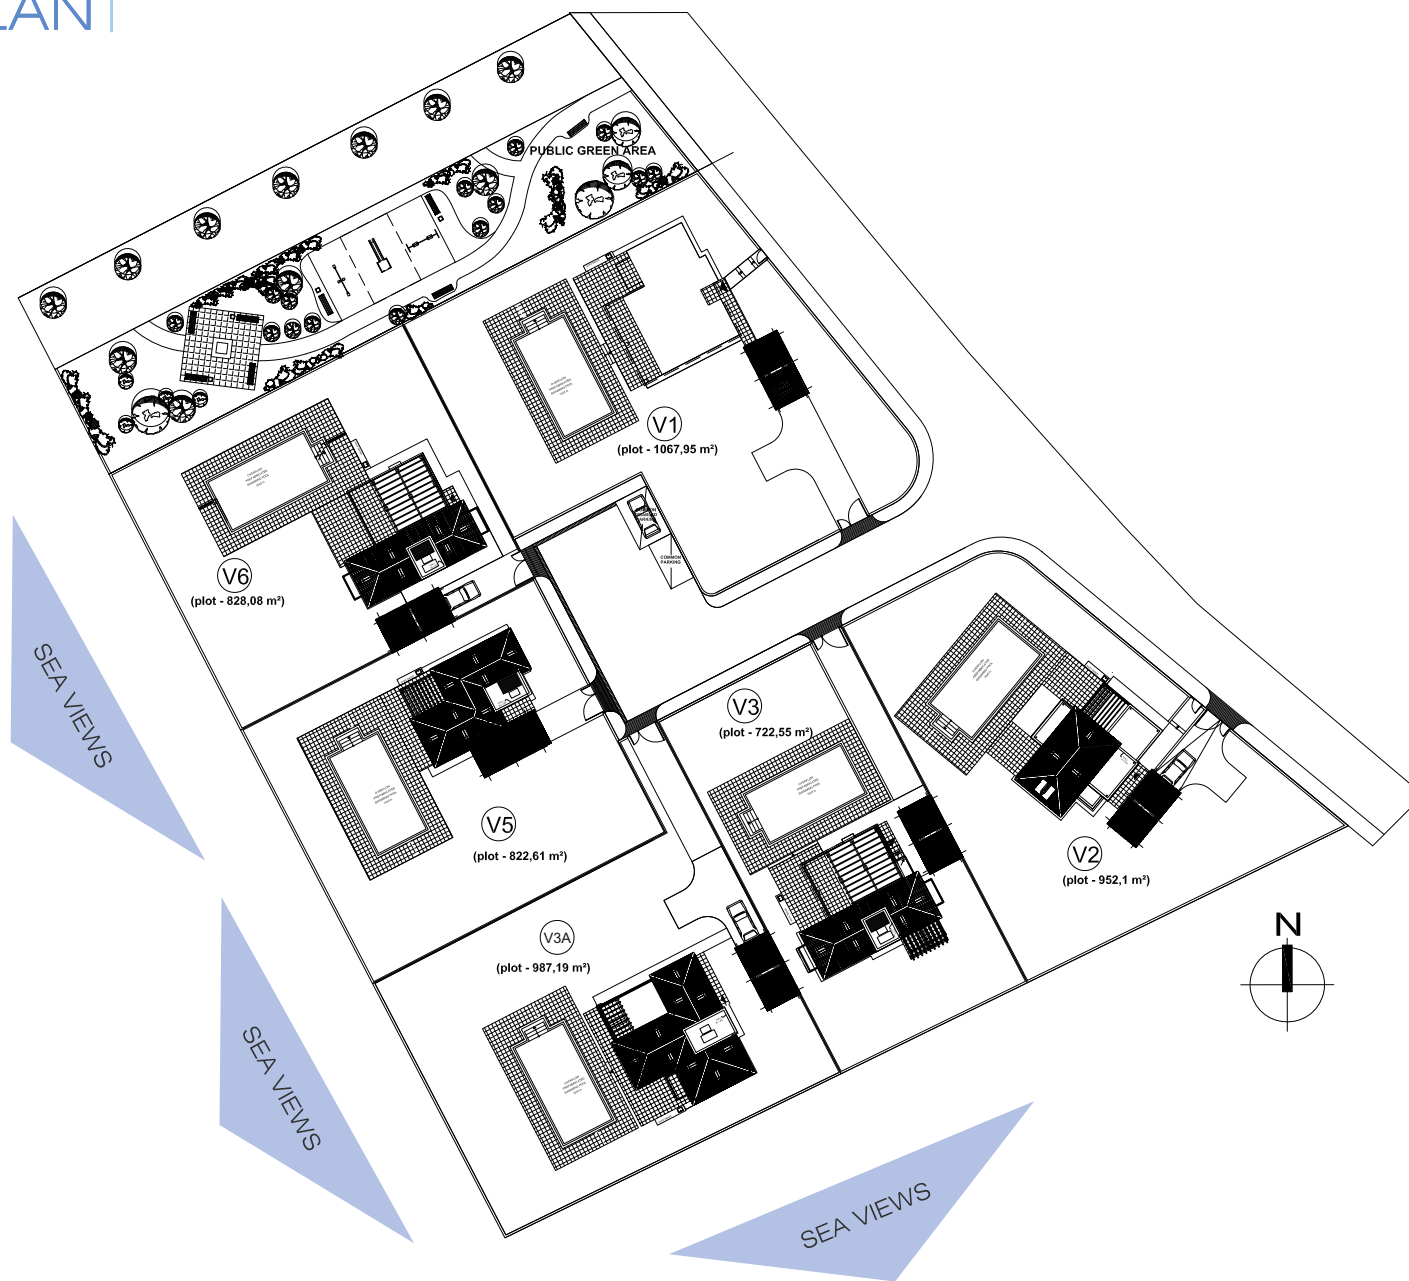 LAN
PUBLIC GREEN AREA
V1
(plot - 1067,95 m²)
V6
(plot - 828,08 m²)
COMMON
PARKING
SEA VIEWS
V3
(plot - 722,55 m²)
V5
(plot - 822,61 m²)
V2
(plot - 952,1 m²)
V3A
(plot - 987,19 m²)
N
SEA VIEWS
SEA VIEWS